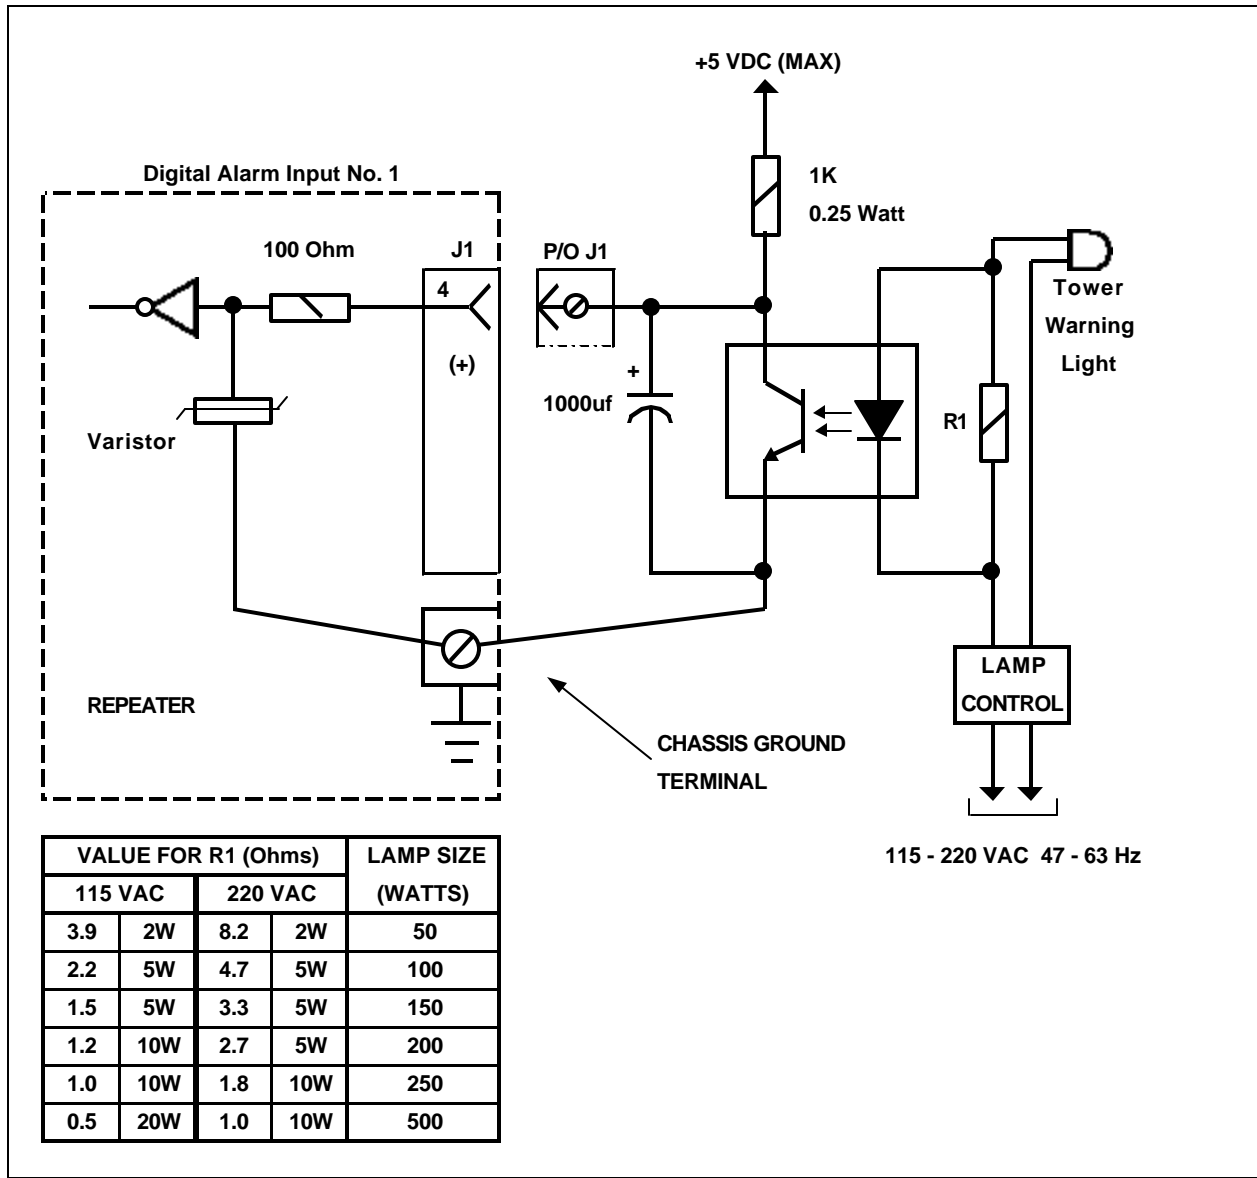 +5 VDC (MAX)
Digital Alarm Input No. 1
1K
0.25 Watt
100 Ohm
J1
P/O J1
4
(+)
+
1000uf
Varistor
R1
Tower
Warning
Light
REPEATER
LAMP
CONTROL
CHASSIS GROUND
TERMINAL
115 - 220 VAC 47 - 63 Hz
VALUE FOR R1 (Ohms) LAMP SIZE
115 VAC 220 VAC (WATTS)
3.9 2W 8.2 2W 50
2.2 5W 4.7 5W 100
1.5 5W 3.3 5W 150
1.2 10W 2.7 5W 200
1.0 10W 1.8 10W 250
0.5 20W 1.0 10W 500